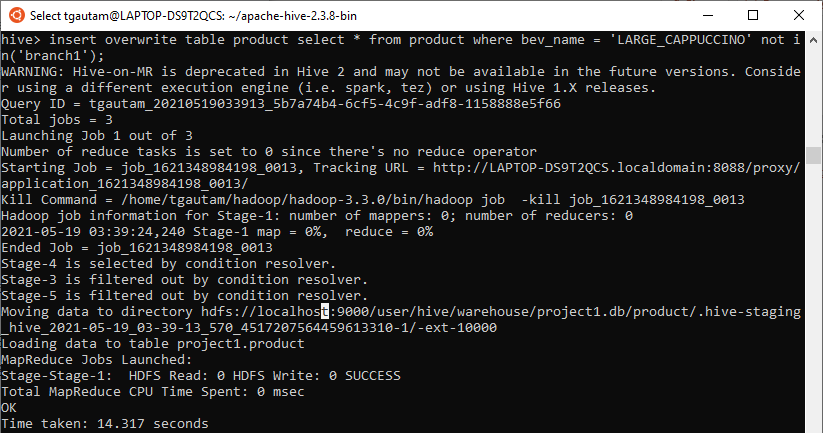 Select tgautam@LAPTOP-DS9T2QCS: ~/apache-hive-2.3.8-bin
hive> insert overwrite table product select * from product where bev_name = 'LARGE_CAPPUCCINO' not i
n('branch1');
WARNING: Hive-on-MR is deprecated in Hive 2 and may not be available in the future versions. Conside
r using a different execution engine (i.e. spark, tez) or using Hive 1.X releases.
Query ID = tgautam_20210519033913_5b7a74b4-6cf5-4c9f-adf8-1158888e5f66
Total jobs = 3
Launching Job 1 out of 3
Number of reduce tasks is set to 0 since there's no reduce operator
Starting Job = job_1621348984198_0013, Tracking URL = http://LAPTOP-DS9T2QCS.localdomain:8088/proxy/
application_1621348984198_0013/
Kill Command = /home/tgautam/hadoop/hadoop-3.3.0/bin/hadoop job  -kill job_1621348984198_0013
Hadoop job information for Stage-1: number of mappers: 0; number of reducers: 0
2021-05-19 03:39:24,240 Stage-1 map = 0%,  reduce = 0%
Ended Job = job_1621348984198_0013
Stage-4 is selected by condition resolver.
Stage-3 is filtered out by condition resolver.
Stage-5 is filtered out by condition resolver.
Moving data to directory hdfs://localhost:9000/user/hive/warehouse/project1.db/product/.hive-staging
_hive_2021-05-19_03-39-13_570_4517207564459613310-1/-ext-10000
Loading data to table project1.product
MapReduce Jobs Launched:
Stage-Stage-1:  HDFS Read: 0 HDFS Write: 0 SUCCESS
Total MapReduce CPU Time Spent: 0 msec
OK
Time taken: 14.317 seconds